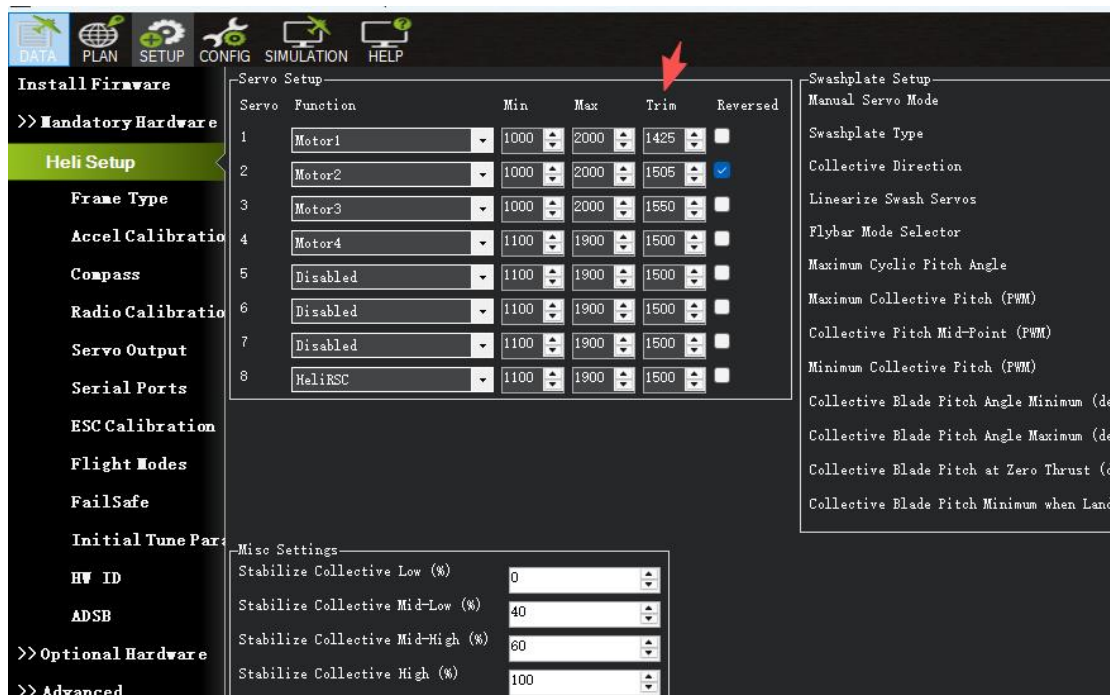 DATA PLAN SETUP CONFIG SIMULATION HELP
Install Firmware
>> Mandatory Hardware
Heli Setup
Frame Type
Accel Calibratio
Compass
Radio Calibratio
Servo Output
Serial Ports
ESC Calibration
Flight Modes
FailSafe
Initial Tune Para
HW ID
ADSB
>> Optional Hardware
>> Advanced
Servo Setup
Servo Function Min Max Trim Reversed
1 Motor1 1000 2000 1425
2 Motor2 1000 2000 1505
3 Motor3 1000 2000 1550
4 Motor4 1100 1900 1500
5 Disabled 1100 1900 1500
6 Disabled 1100 1900 1500
7 Disabled 1100 1900 1500
8 HeliRSC 1100 1900 1500
Misc Settings
Stabilize Collective Low (%) 0
Stabilize Collective Mid-Low (%) 40
Stabilize Collective Mid-High (%) 60
Stabilize Collective High (%) 100
Swashplate Setup
Manual Servo Mode
Swashplate Type
Collective Direction
Linearize Swash Servos
Flybar Mode Selector
Maximum Cyclic Pitch Angle
Maximum Collective Pitch (PWM)
Collective Pitch Mid-Point (PWM)
Minimum Collective Pitch (PWM)
Collective Blade Pitch Angle Minimum (de
Collective Blade Pitch Angle Maximum (de
Collective Blade Pitch at Zero Thrust (d
Collective Blade Pitch Minimum when Land